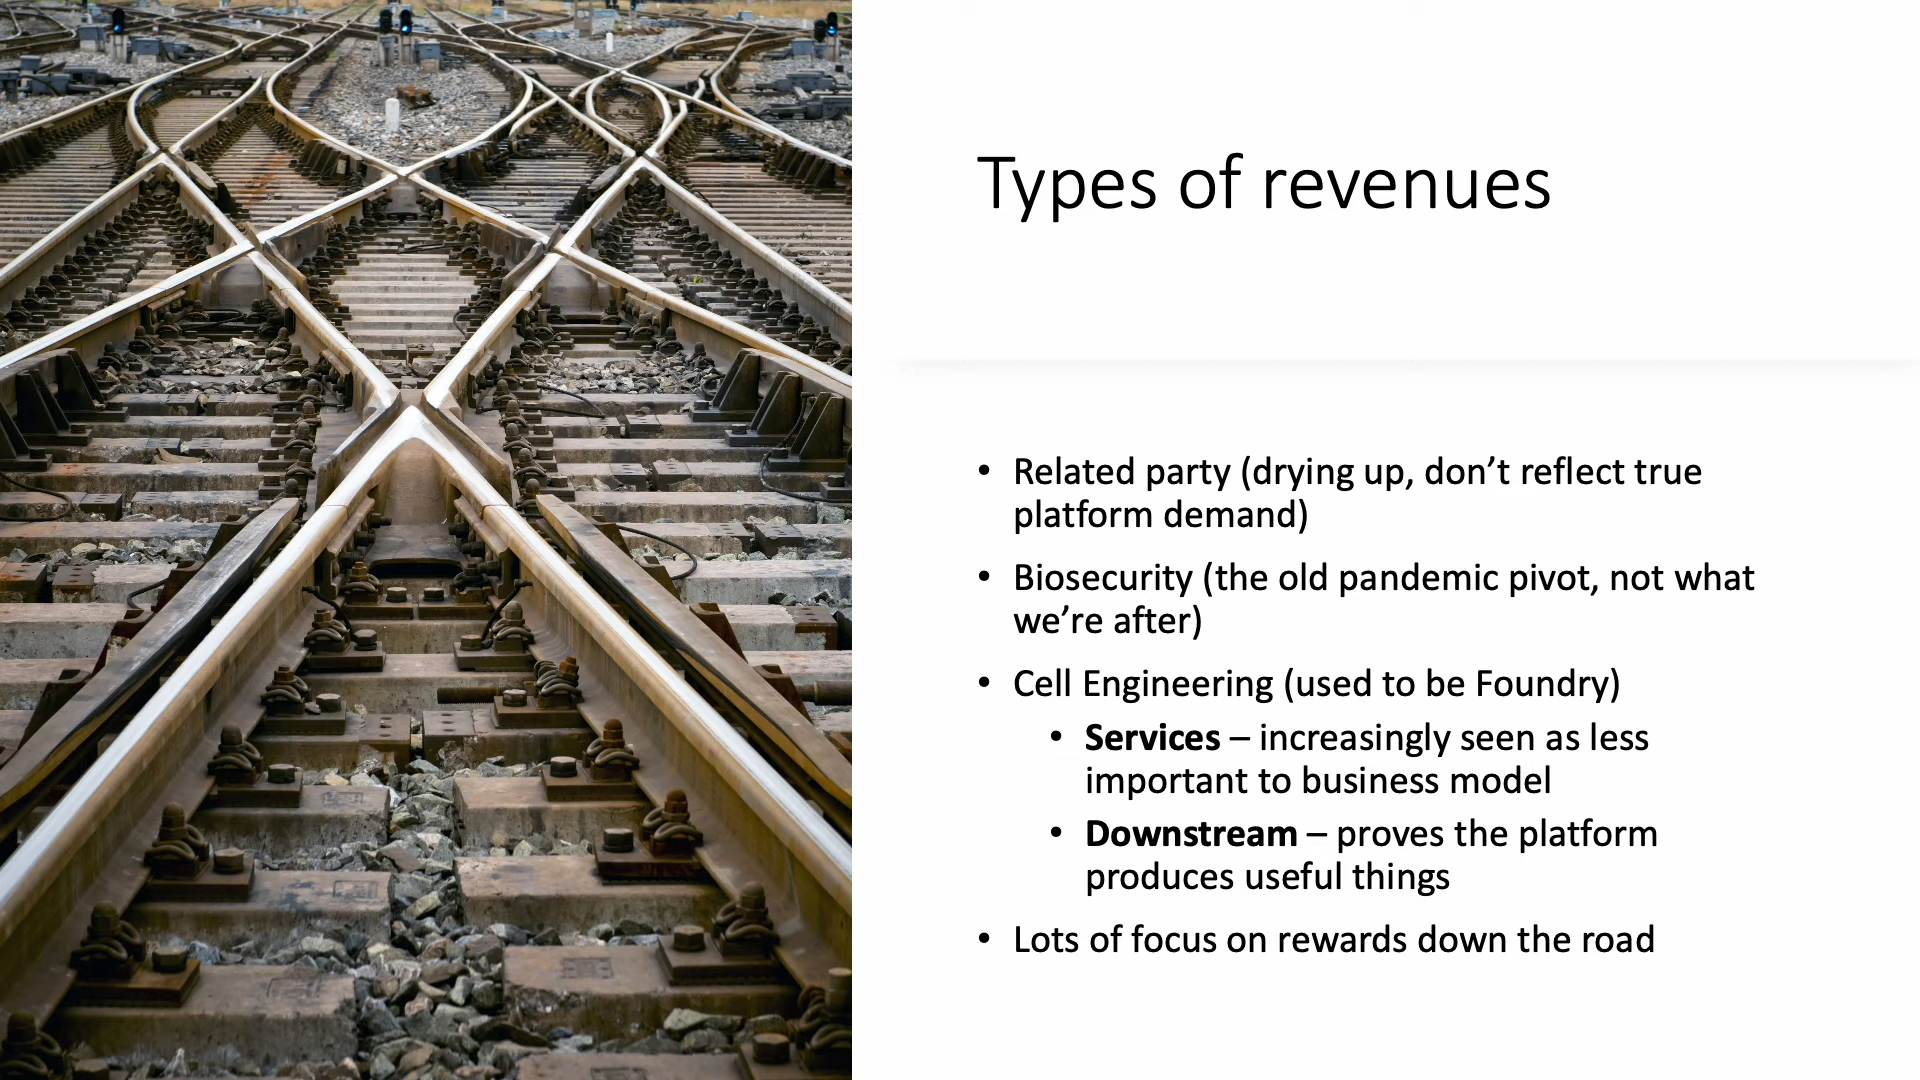 Types of revenues
• Related party (drying up, don’t reflect true
platform demand)
• Biosecurity (the old pandemic pivot, not what
we’re after)
• Cell Engineering (used to be Foundry)
• Services – increasingly seen as less
important to business model
• Downstream – proves the platform
produces useful things
• Lots of focus on rewards down the road